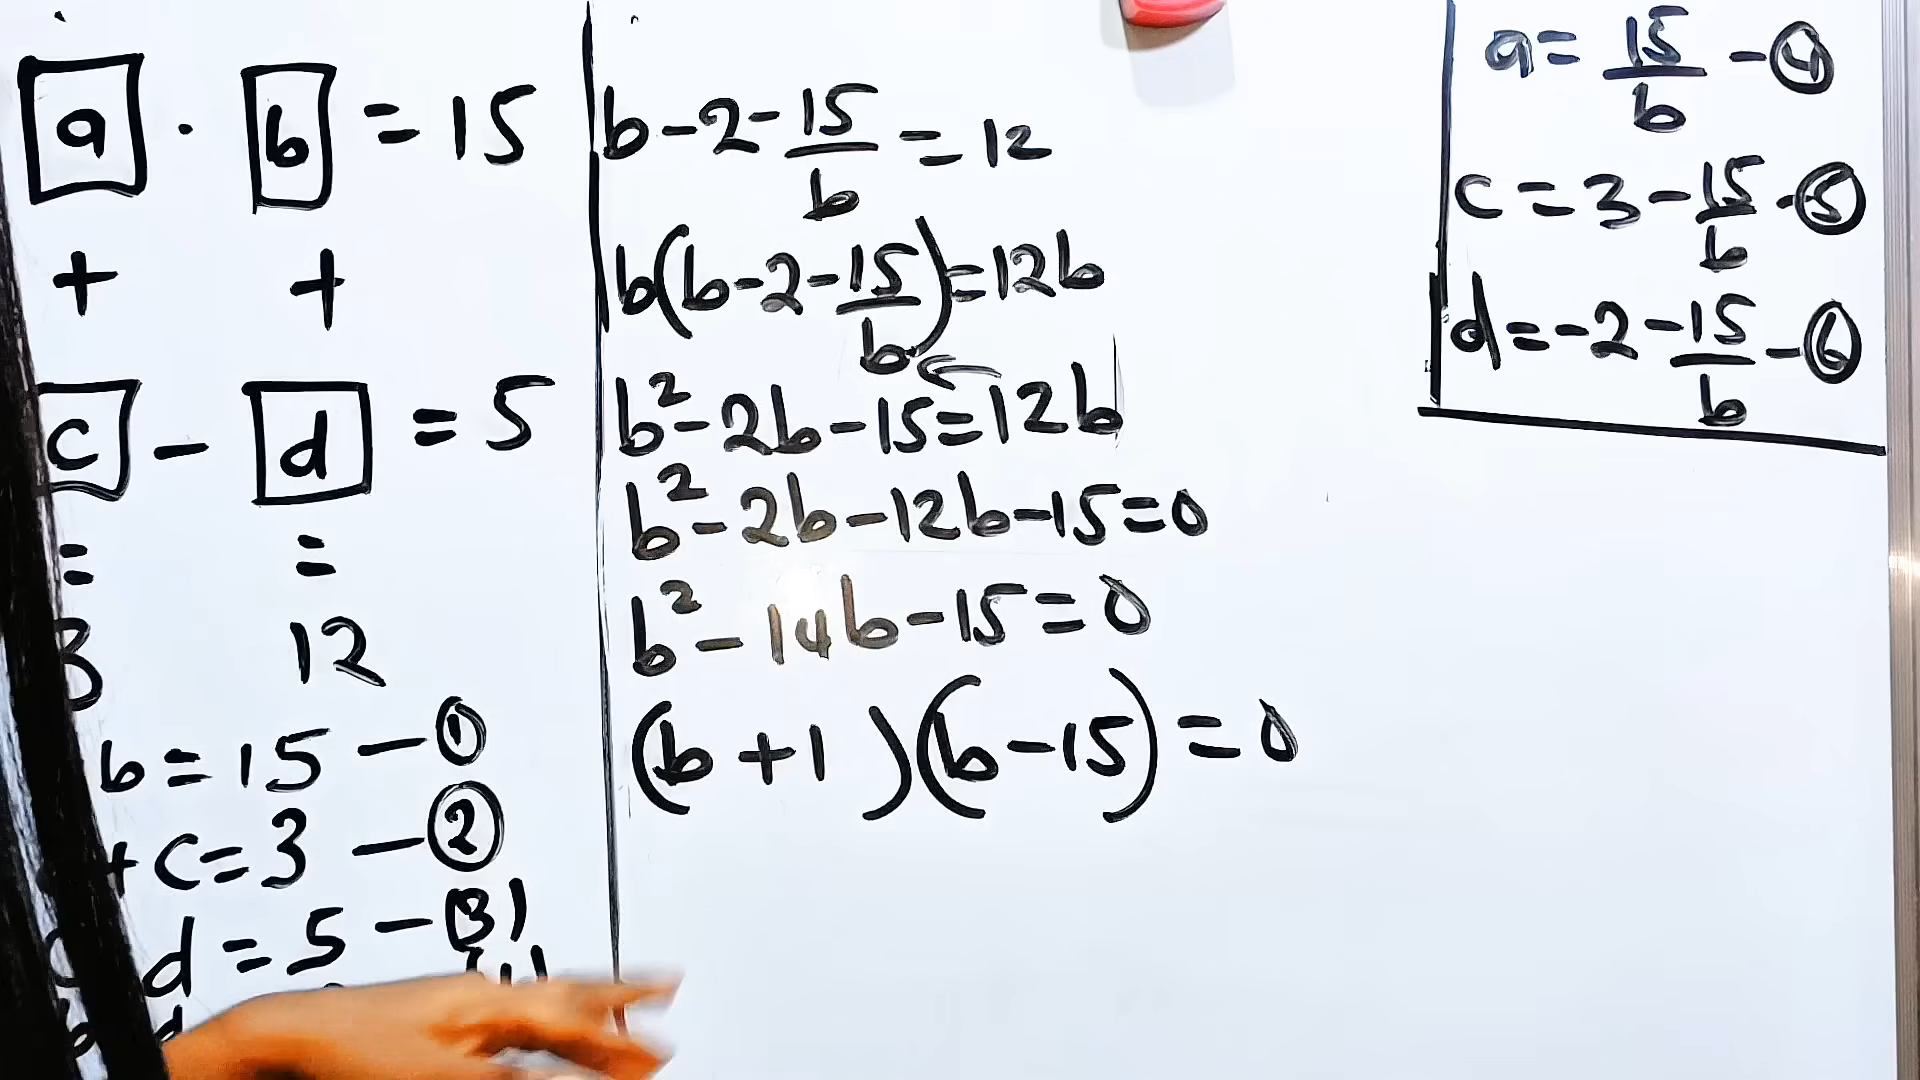 a · b = 15
+ +
c - d = 5
= =
3 12
b = 15 - ①
+ c = 3 - ②
d = 5 - (3)
b - 2 - 15/b = 12
b(b - 2 - 15/b) = 12b
b² - 2b - 15 = 12b
b² - 2b - 12b - 15 = 0
b² - 14b - 15 = 0
(b + 1)(b - 15) = 0
a = 15/b - ④
c = 3 - 15/b - ⑤
d = -2 - 15/b - ⑥